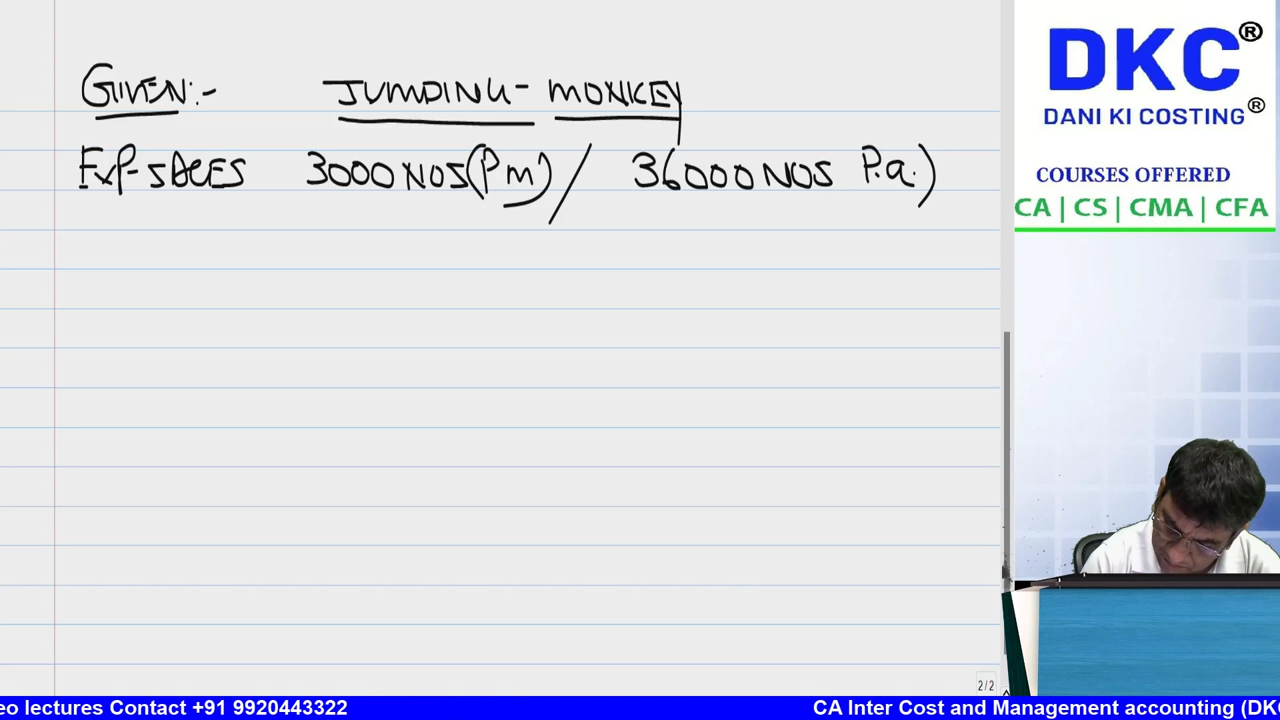 GIVEN:- JUMPING- MONKEY
EXP-SALES 3000 NOS(Pm) / 36000 NOS P.a.)
DKC®
DANI KI COSTING®
COURSES OFFERED
CA | CS | CMA | CFA
2/2
eo lectures Contact +91 9920443322 CA Inter Cost and Management accounting (DK